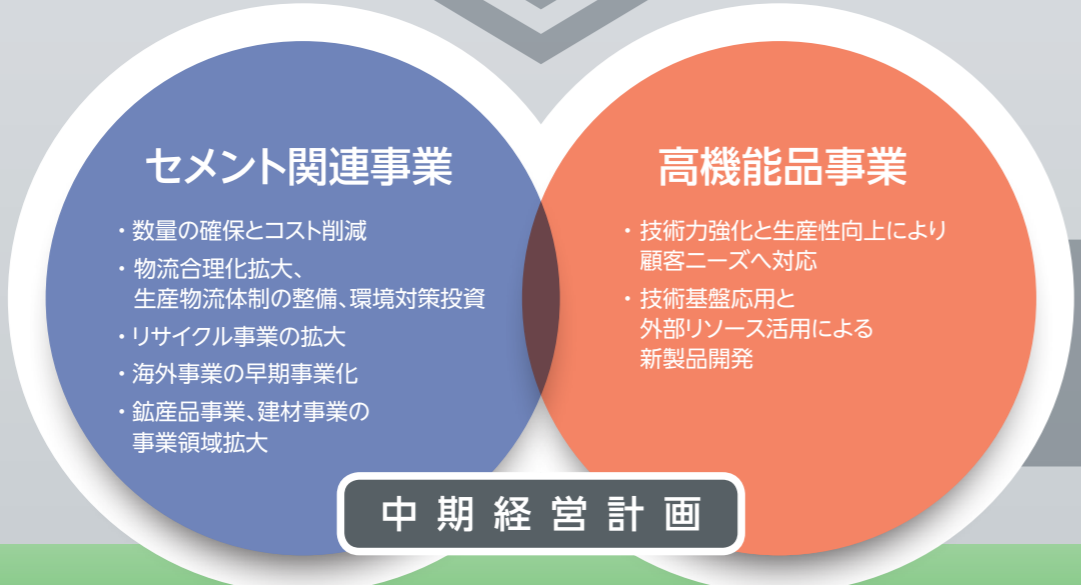 セメント関連事業
・数量の確保とコスト削減
・物流合理化拡大、
生産物流体制の整備、環境対策投資
・リサイクル事業の拡大
・海外事業の早期事業化
・鉱産品事業、建材事業の
事業領域拡大
高機能品事業
・技術力強化と生産性向上により
顧客ニーズへ対応
・技術基盤応用と
外部リソース活用による
新製品開発
中期経営計画